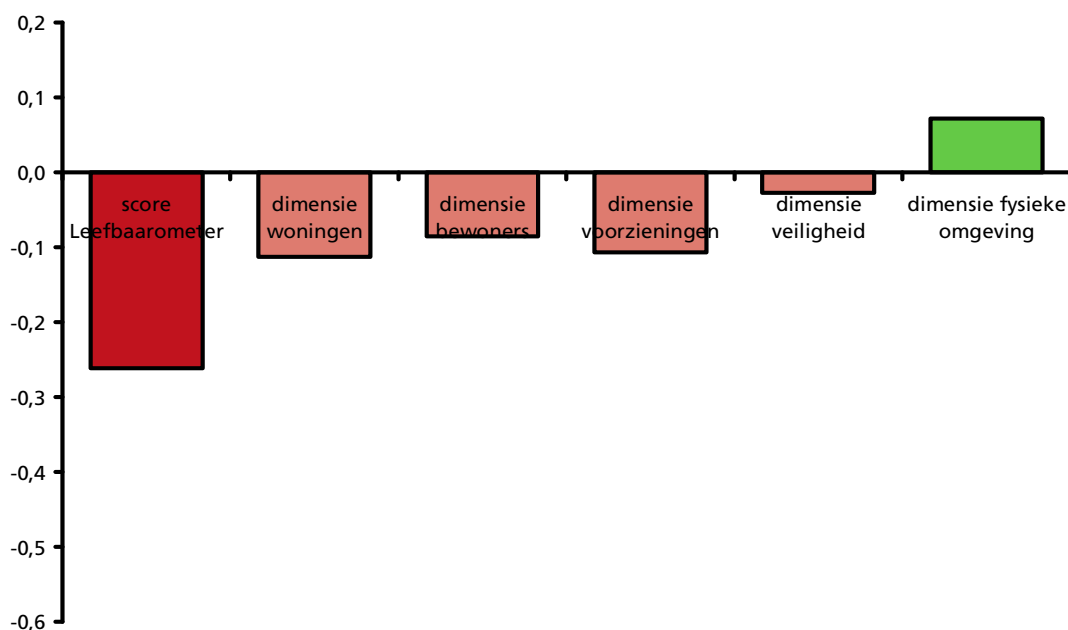 0,2
0,1
0,0
score
Leefbaarometer
dimensie
woningen
dimensie
bewoners
dimensie
voorzieningen
dimensie
veiligheid
dimensie fysieke
omgeving
-0,1
-0,2
-0,3
-0,4
-0,5
-0,6